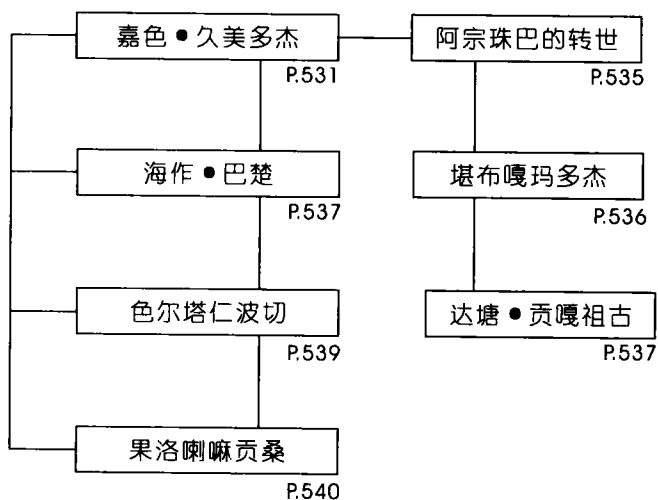 嘉色●久美多杰
P.531
阿宗珠巴的转世
P.535
海作●巴楚
P.537
堪布嘎玛多杰
P.536
色尔塔仁波切
P.539
达塘●贡嘎祖古
P.537
果洛喇嘛贡桑
P.540